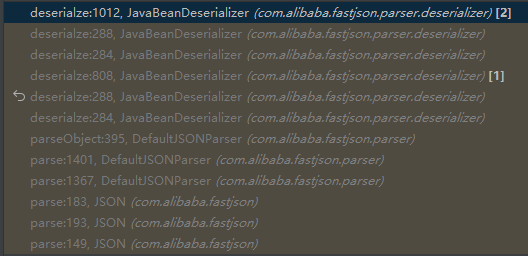 deserialze:1012, JavaBeanDeserializer (com.alibaba.fastjson.parser.deserializer) [2]
deserialze:288, JavaBeanDeserializer (com.alibaba.fastjson.parser.deserializer)
deserialze:284, JavaBeanDeserializer (com.alibaba.fastjson.parser.deserializer)
deserialze:808, JavaBeanDeserializer (com.alibaba.fastjson.parser.deserializer) [1]
deserialze:288, JavaBeanDeserializer (com.alibaba.fastjson.parser.deserializer)
deserialze:284, JavaBeanDeserializer (com.alibaba.fastjson.parser.deserializer)
parseObject:395, DefaultJSONParser (com.alibaba.fastjson.parser)
parse:1401, DefaultJSONParser (com.alibaba.fastjson.parser)
parse:1367, DefaultJSONParser (com.alibaba.fastjson.parser)
parse:183, JSON (com.alibaba.fastjson)
parse:193, JSON (com.alibaba.fastjson)
parse:149, JSON (com.alibaba.fastjson)